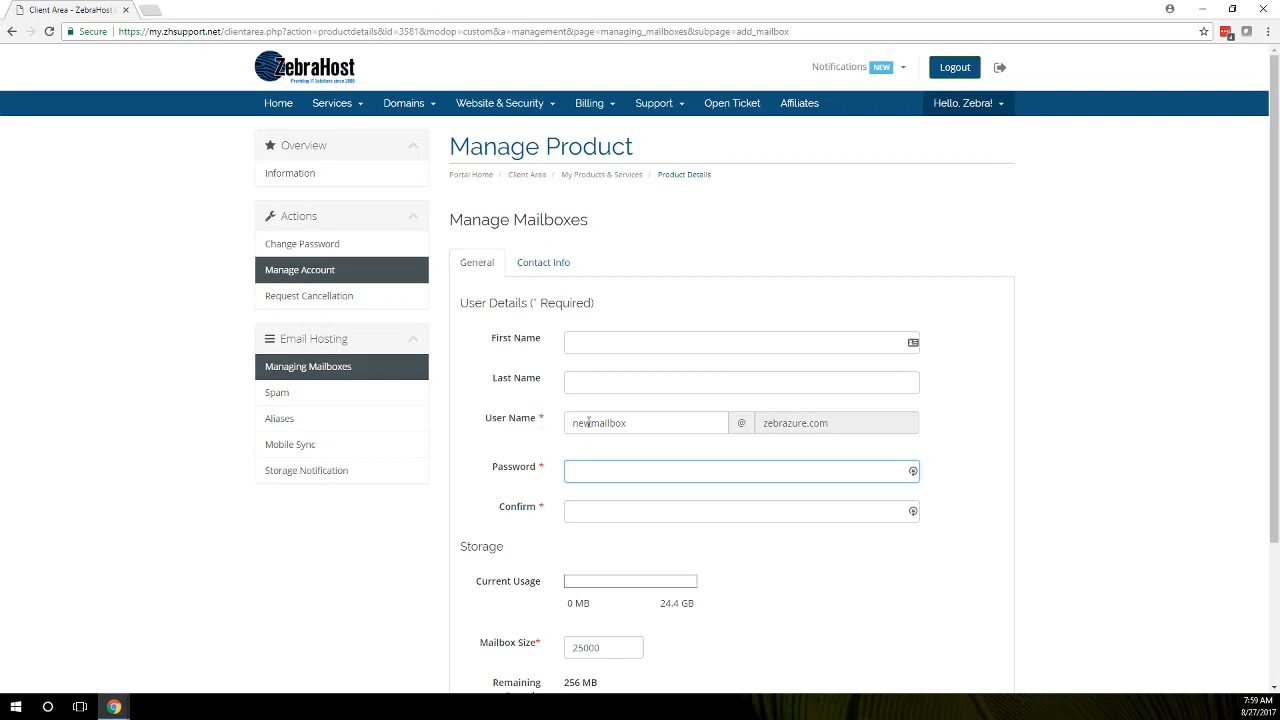 Client Area - ZebraHost
Secure
https://my.zhsupport.net/clientarea.php?action=productdetails&id=3581&modop=custom&a=management&page=managing_mailboxes&subpage=add_mailbox
ZebraHost
Providing IT Solutions since 2000
Notifications NEW
Logout
Home Services Domains Website & Security Billing Support Open Ticket Affiliates Hello, Zebra!
Overview
Information
Actions
Change Password
Manage Account
Request Cancellation
Email Hosting
Managing Mailboxes
Spam
Aliases
Mobile Sync
Storage Notification
Manage Product
Portal Home Client Area My Products & Services / Product Details
Manage Mailboxes
General Contact Info
User Details (* Required)
First Name
Last Name
User Name * newmailbox @ zebrazure.com
Password *
Confirm *
Storage
Current Usage
0 MB 24.4 GB
Mailbox Size* 25000
Remaining 256 MB
7:59 AM
8/27/2017